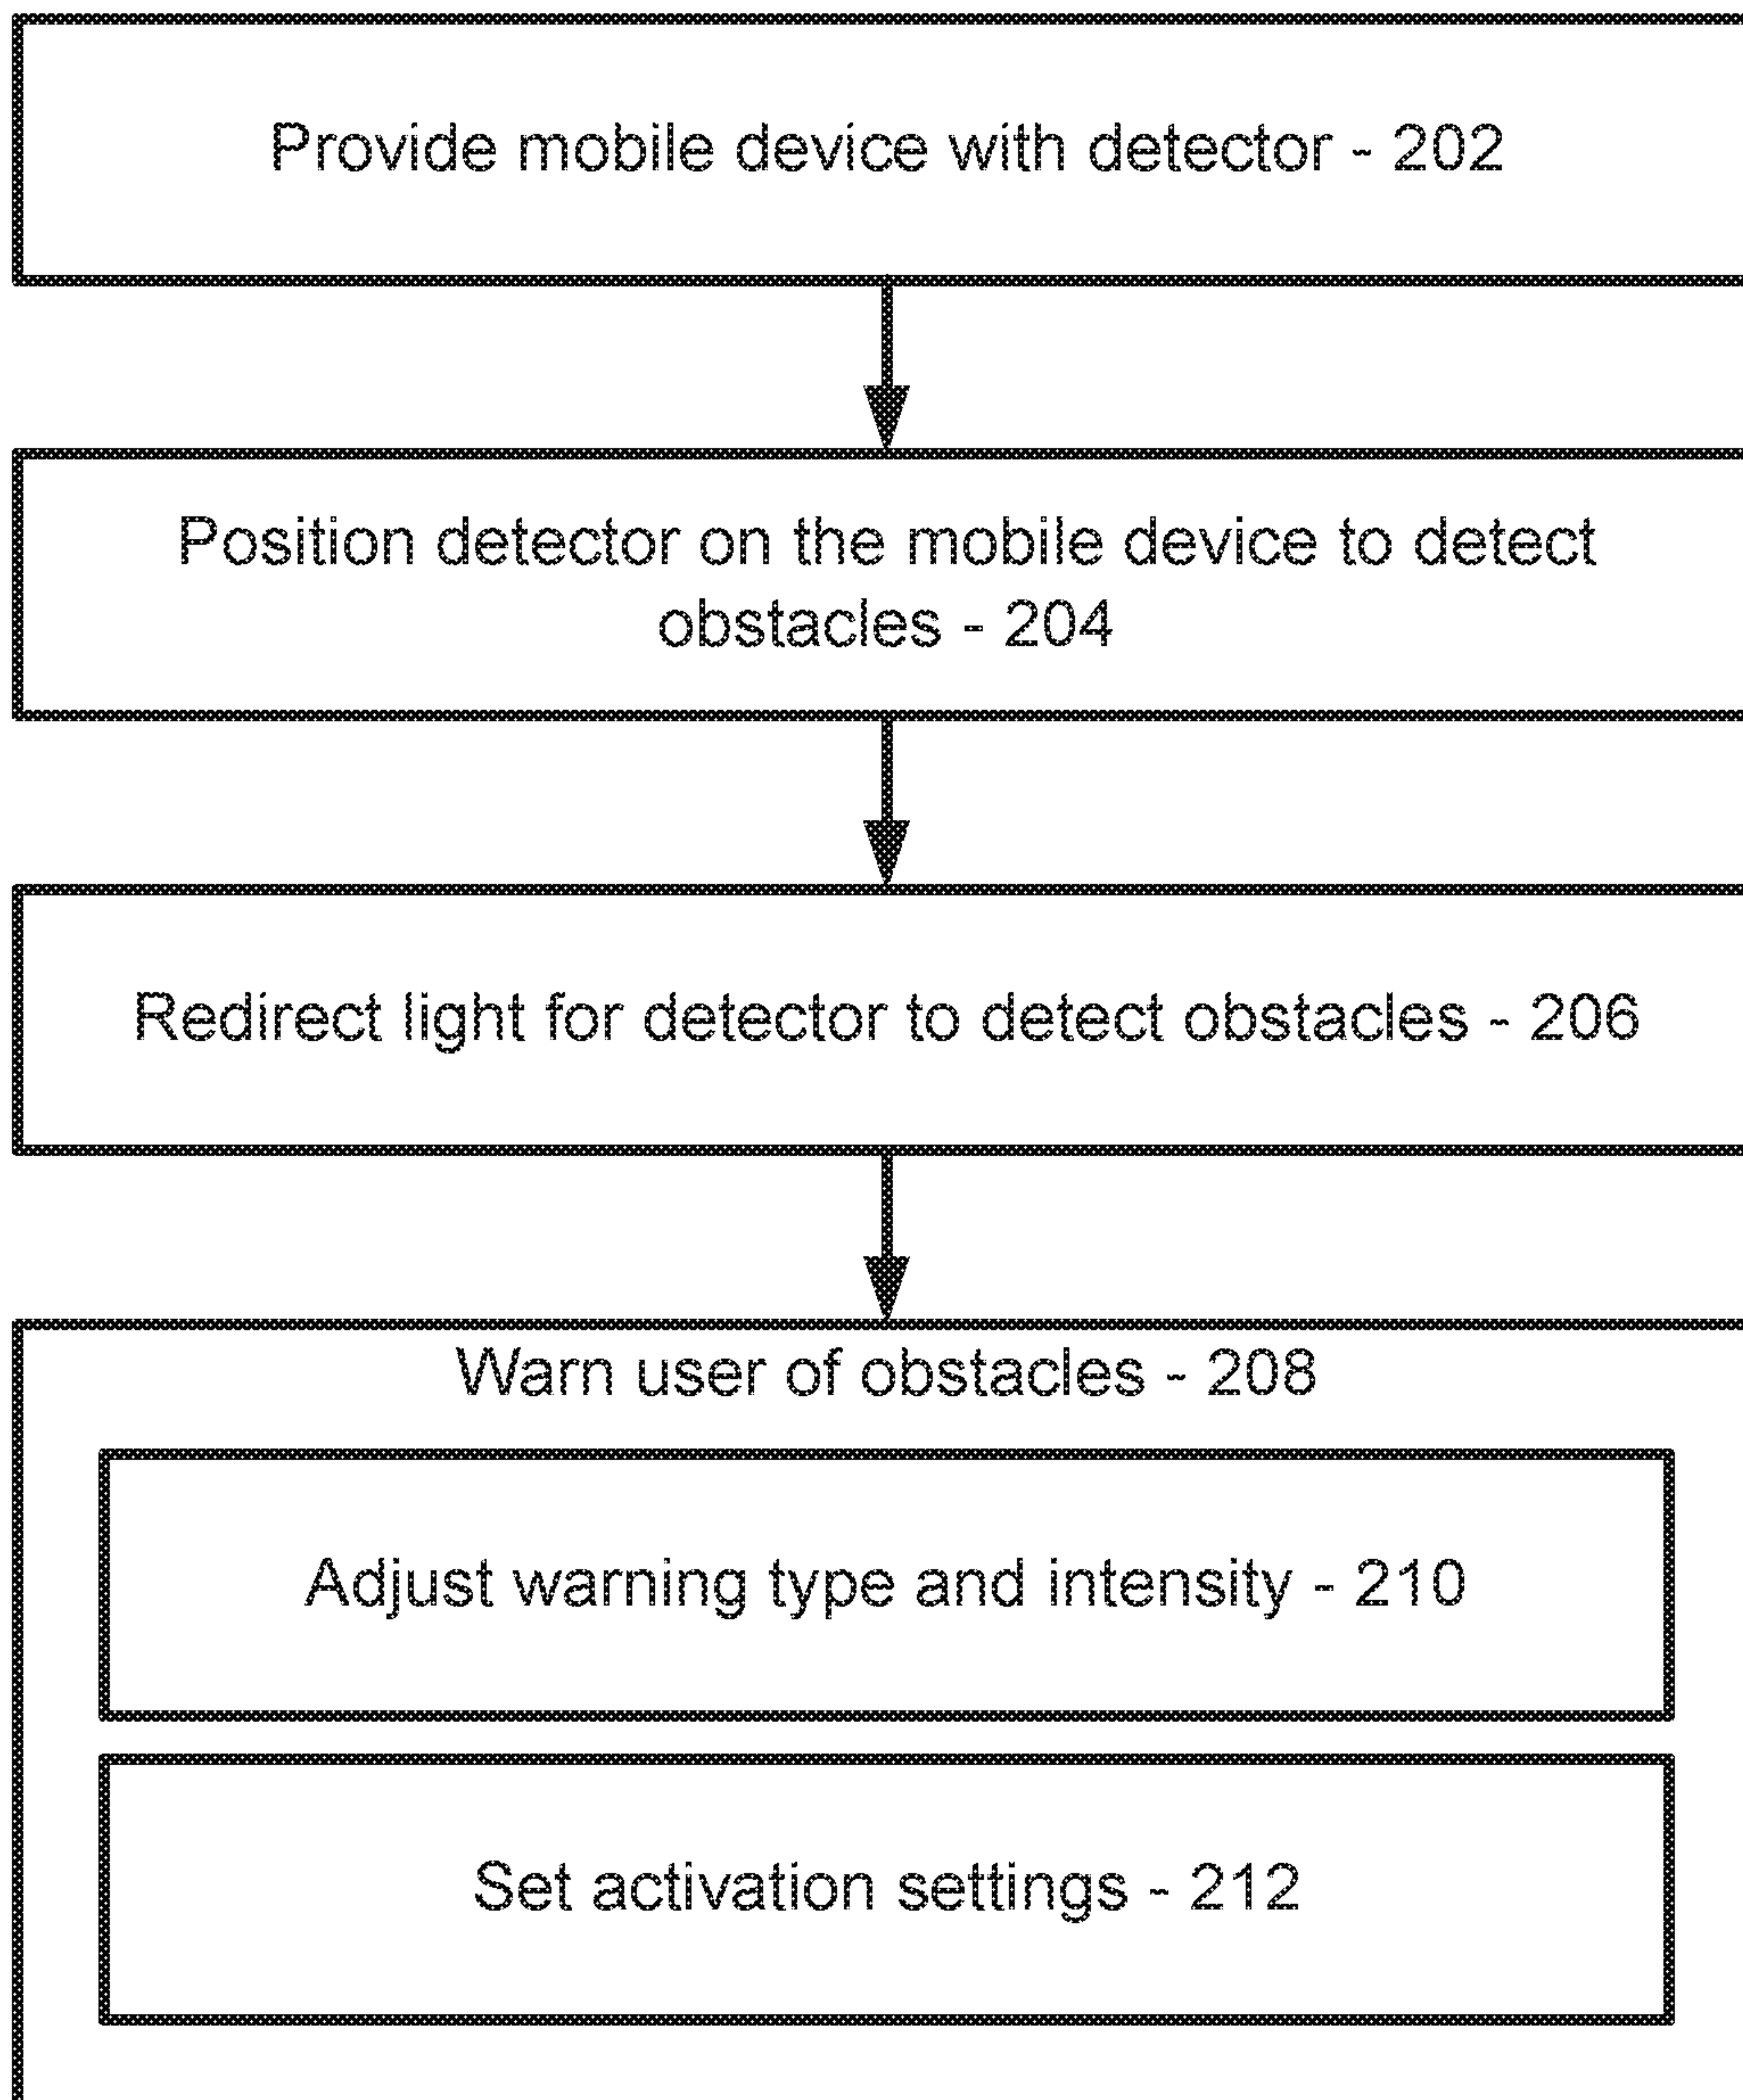 Provide mobile device with detector - 202
Position detector on the mobile device to detect
obstacles - 204
Redirect light for detector to detect obstacles - 206
Warn user of obstacles - 208
Adjust warning type and intensity - 210
Set activation settings - 212